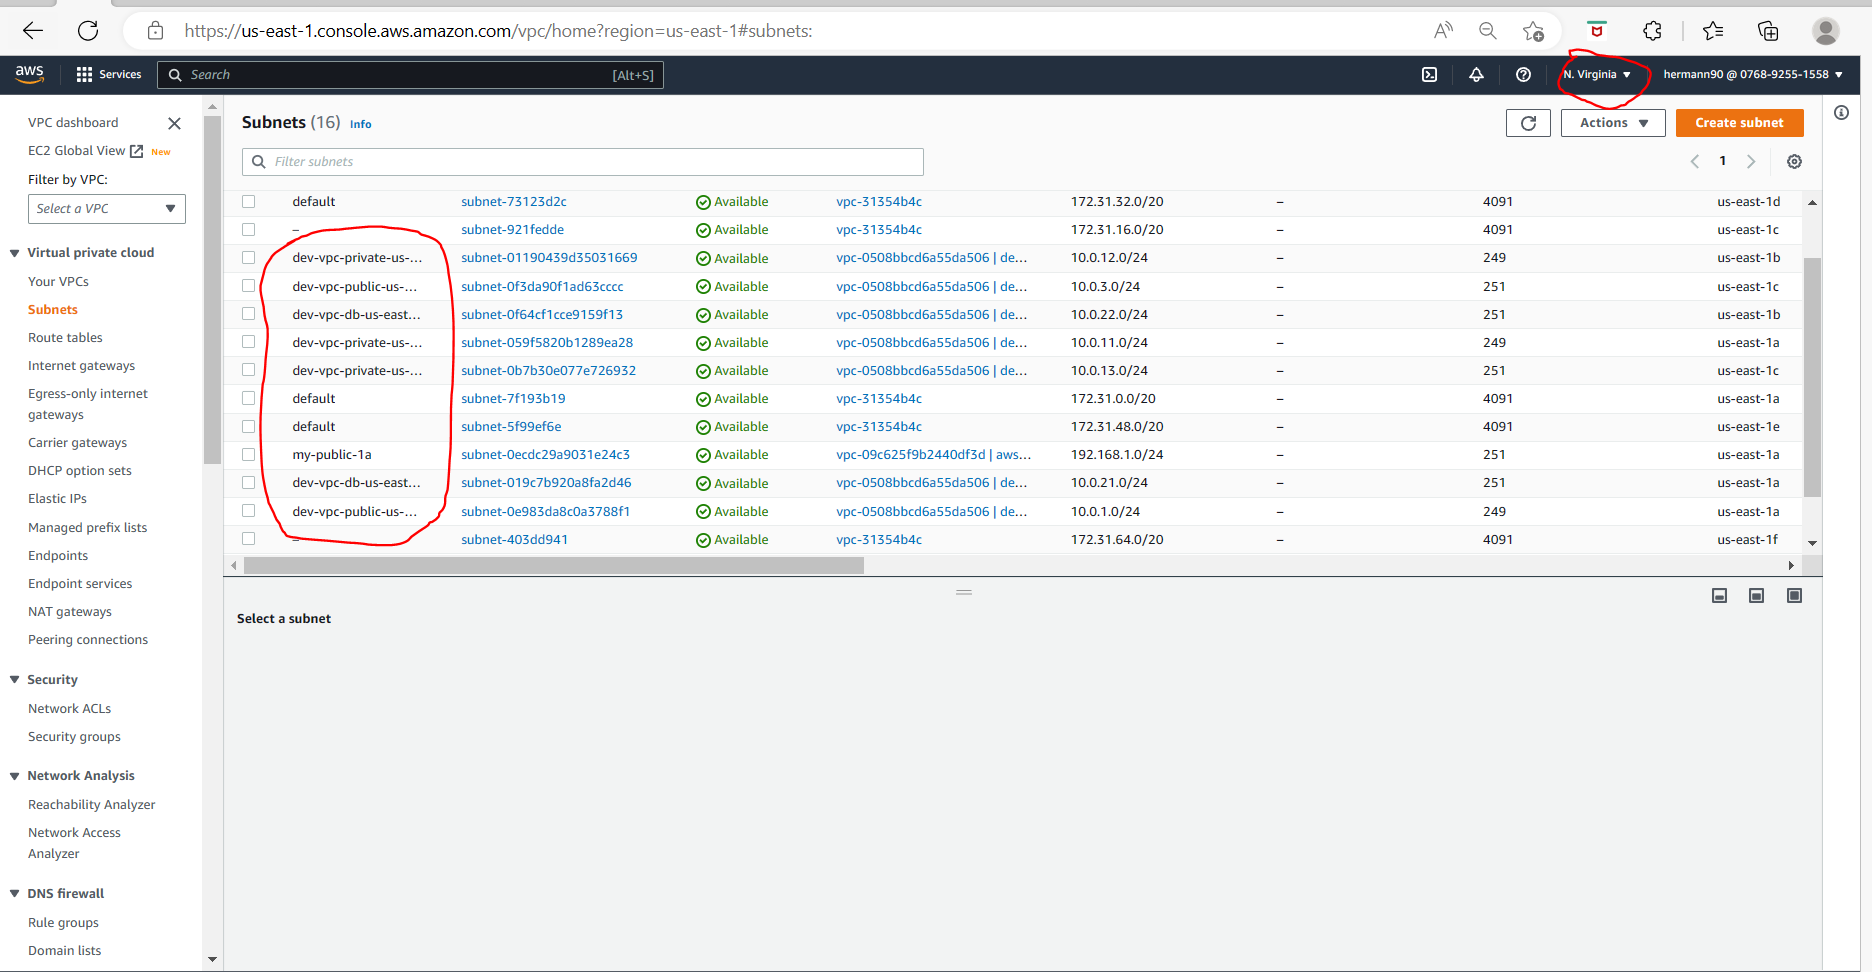 https://us-east-1.console.aws.amazon.com/vpc/home?region=us-east-1#subnets:
aws Services Search [Alt+S] N. Virginia hermann90 @ 0768-9255-1558
VPC dashboard
EC2 Global View New
Filter by VPC:
Select a VPC
Virtual private cloud
Your VPCs
Subnets
Route tables
Internet gateways
Egress-only internet
gateways
Carrier gateways
DHCP option sets
Elastic IPs
Managed prefix lists
Endpoints
Endpoint services
NAT gateways
Peering connections
Security
Network ACLs
Security groups
Network Analysis
Reachability Analyzer
Network Access
Analyzer
DNS firewall
Rule groups
Domain lists
Subnets (16) Info Actions Create subnet
Filter subnets 1
default subnet-73123d2c Available vpc-31354b4c 172.31.32.0/20 – 4091 us-east-1d
– subnet-921fedde Available vpc-31354b4c 172.31.16.0/20 – 4091 us-east-1c
dev-vpc-private-us-... subnet-01190439d35031669 Available vpc-0508bbcd6a55da506 | de... 10.0.12.0/24 – 249 us-east-1b
dev-vpc-public-us-... subnet-0f3da90f1ad63cccc Available vpc-0508bbcd6a55da506 | de... 10.0.3.0/24 – 251 us-east-1c
dev-vpc-db-us-east... subnet-0f64cf1cce9159f13 Available vpc-0508bbcd6a55da506 | de... 10.0.22.0/24 – 251 us-east-1b
dev-vpc-private-us-... subnet-059f5820b1289ea28 Available vpc-0508bbcd6a55da506 | de... 10.0.11.0/24 – 249 us-east-1a
dev-vpc-private-us-... subnet-0b7b30e077e726932 Available vpc-0508bbcd6a55da506 | de... 10.0.13.0/24 – 251 us-east-1c
default subnet-7f193b19 Available vpc-31354b4c 172.31.0.0/20 – 4091 us-east-1a
default subnet-5f99ef6e Available vpc-31354b4c 172.31.48.0/20 – 4091 us-east-1e
my-public-1a subnet-0ecdc29a9031e24c3 Available vpc-09c625f9b2440df3d | aws... 192.168.1.0/24 – 251 us-east-1a
dev-vpc-db-us-east... subnet-019c7b920a8fa2d46 Available vpc-0508bbcd6a55da506 | de... 10.0.21.0/24 – 251 us-east-1a
dev-vpc-public-us-... subnet-0e983da8c0a3788f1 Available vpc-0508bbcd6a55da506 | de... 10.0.1.0/24 – 249 us-east-1a
– subnet-403dd941 Available vpc-31354b4c 172.31.64.0/20 – 4091 us-east-1f
Select a subnet